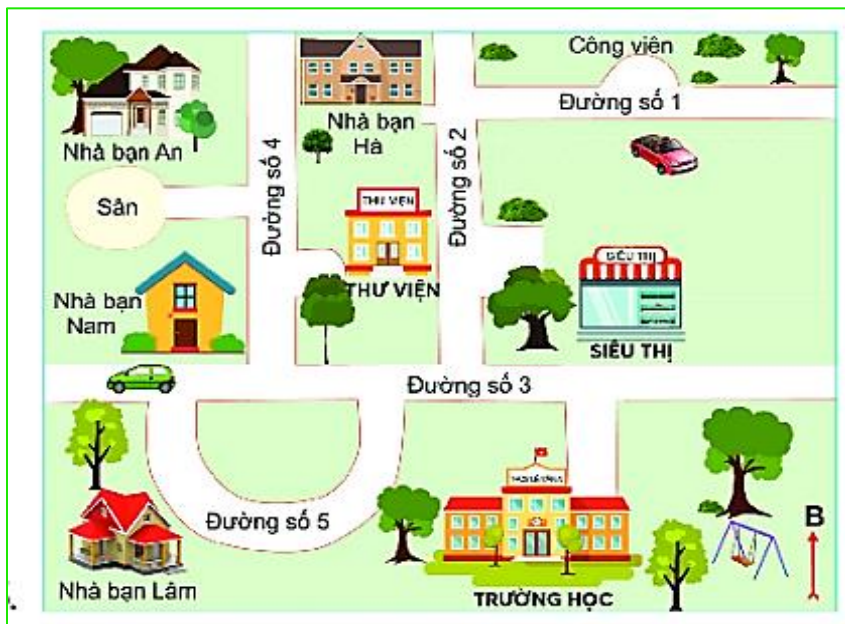 Công viên
Đường số 1
Nhà bạn Hà
Nhà bạn An
Đường số 4
Đường số 2
Sân
THƯ VIỆN
THƯ VIỆN
SIÊU THỊ
SIÊU THỊ
Nhà bạn
Nam
Đường số 3
Đường số 5
B
Nhà bạn Lâm
TRƯỜNG HỌC